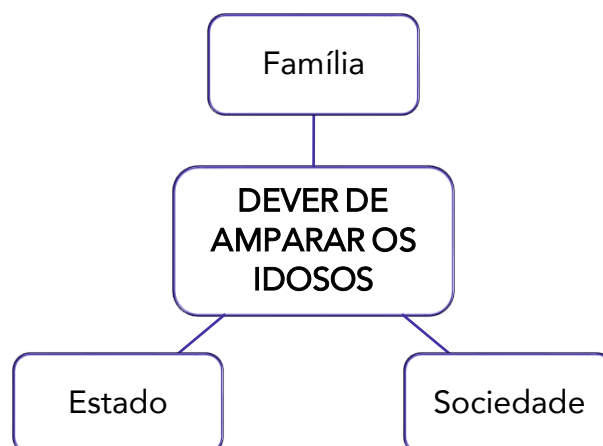 Família
DEVER DE
AMPARAR OS
IDOSOS
Estado
Sociedade